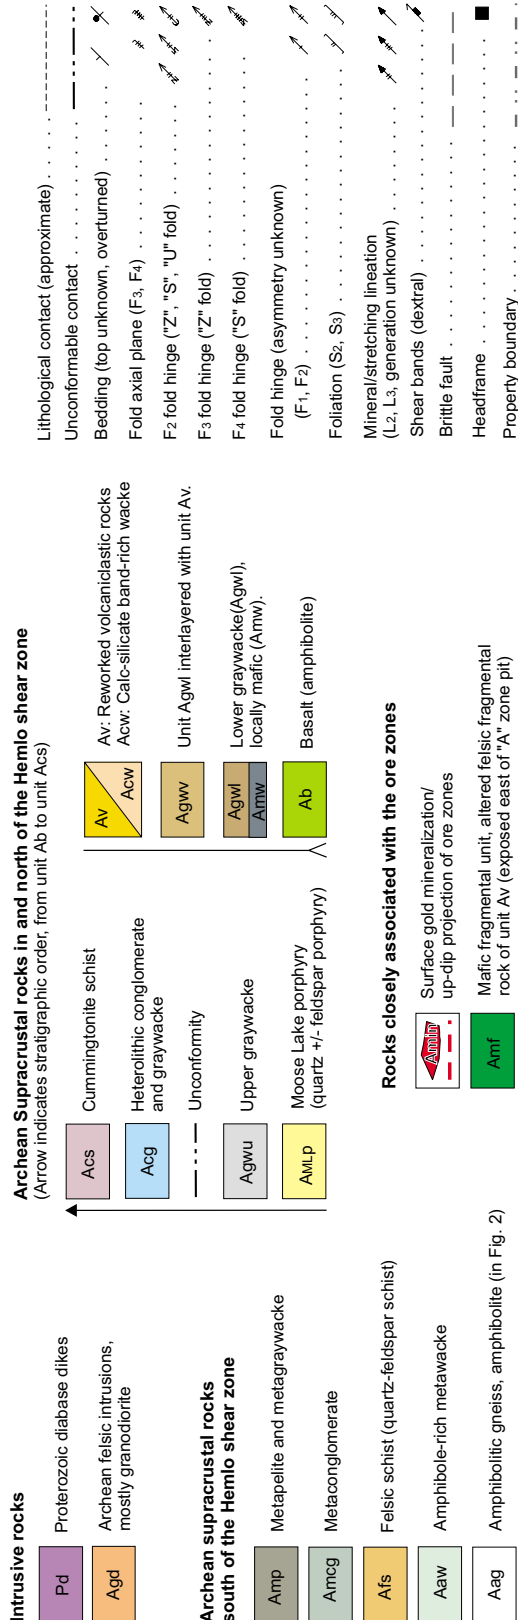 Intrusive rocks
Pd
Proterozoic diabase dikes
Agd
Archean felsic intrusions,
mostly granodiorite
Archean supracrustal rocks
south of the Hemlo shear zone
Amp
Metapelite and metagraywacke
Amcg
Metaconglomerate
Afs
Felsic schist (quartz-feldspar schist)
Aaw
Amphibole-rich metawacke
Aag
Amphibolitic gneiss, amphibolite (in Fig. 2)
Archean Supracrustal rocks in and north of the Hemlo shear zone
(Arrow indicates stratigraphic order, from unit Ab to unit Acs)
Acs
Cummingtonite schist
Acg
Heterolithic conglomerate
and graywacke
Unconformity
Agwu
Upper graywacke
AMLp
Moose Lake porphyry
(quartz +/- feldspar porphyry)
Av
Acw
Av: Reworked volcaniclastic rocks
Acw: Calc-silicate band-rich wacke
Agwv
Unit Agwl interlayered with unit Av.
Agwl
Amw
Lower graywacke(Agwl),
locally mafic (Amw).
Ab
Basalt (amphibolite)
Rocks closely associated with the ore zones
Amin
Surface gold mineralization/
up-dip projection of ore zones
Amf
Mafic fragmental unit, altered felsic fragmental
rock of unit Av (exposed east of "A" zone pit)
Lithological contact (approximate) . . . .
Unconformable contact . . . . . . . . . . .
Bedding (top unknown, overturned) . . . . . .
Fold axial plane (F3, F4) . . . . . . . . . . . .
F2 fold hinge ("Z", "S", "U" fold) . . . . . . . . Z S U
F3 fold hinge ("Z" fold) . . . . . . . . . . . . . . . Z
F4 fold hinge ("S" fold) . . . . . . . . . . . . . . . S
Fold hinge (asymmetry unknown)
(F1, F2) . . . . . . . . . . . . . . . .
Foliation (S2, S3) . . . . . . . . . . . . . . . .
Mineral/stretching lineation
(L2, L3, generation unknown) . . . . . . .
Shear bands (dextral) . . . . . . . . . . . . . .
Brittle fault . . . . . . . . . . . . . . . . .
Headframe . . . . . . . . . . . . . . . . .
Property boundary . . . . . . . . . . . .